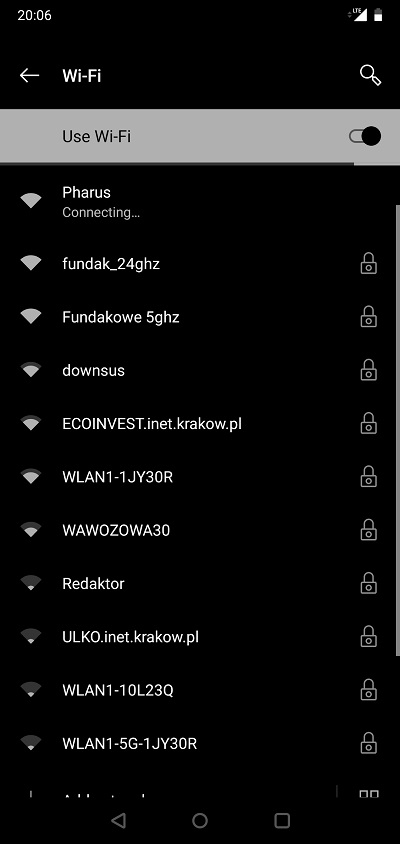 20:06
LTE
Wi-Fi
Use Wi-Fi
Pharus
Connecting...
fundak_24ghz
Fundakowe 5ghz
downsus
ECOINVEST.inet.krakow.pl
WLAN1-1JY30R
WAWOZOWA30
Redaktor
ULKO.inet.krakow.pl
WLAN1-10L23Q
WLAN1-5G-1JY30R